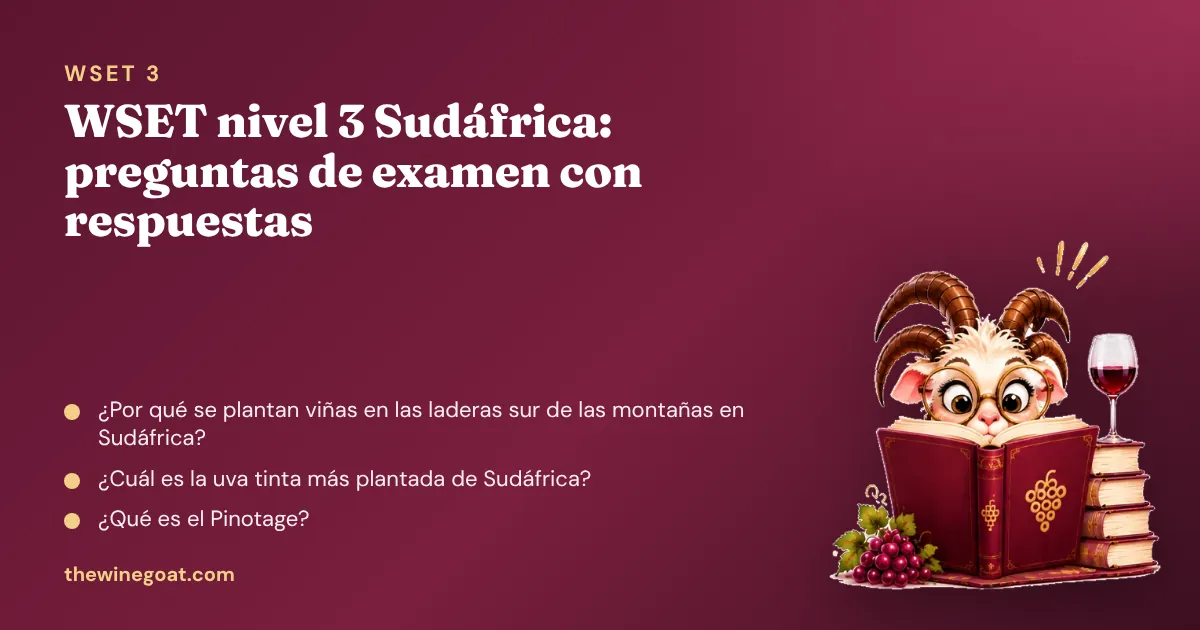 WSET 3
WSET nivel 3 Sudáfrica:
preguntas de examen con
respuestas
¿Por qué se plantan viñas en las laderas sur de las montañas en
Sudáfrica?
¿Cuál es la uva tinta más plantada de Sudáfrica?
¿Qué es el Pinotage?
thewinegoat.com